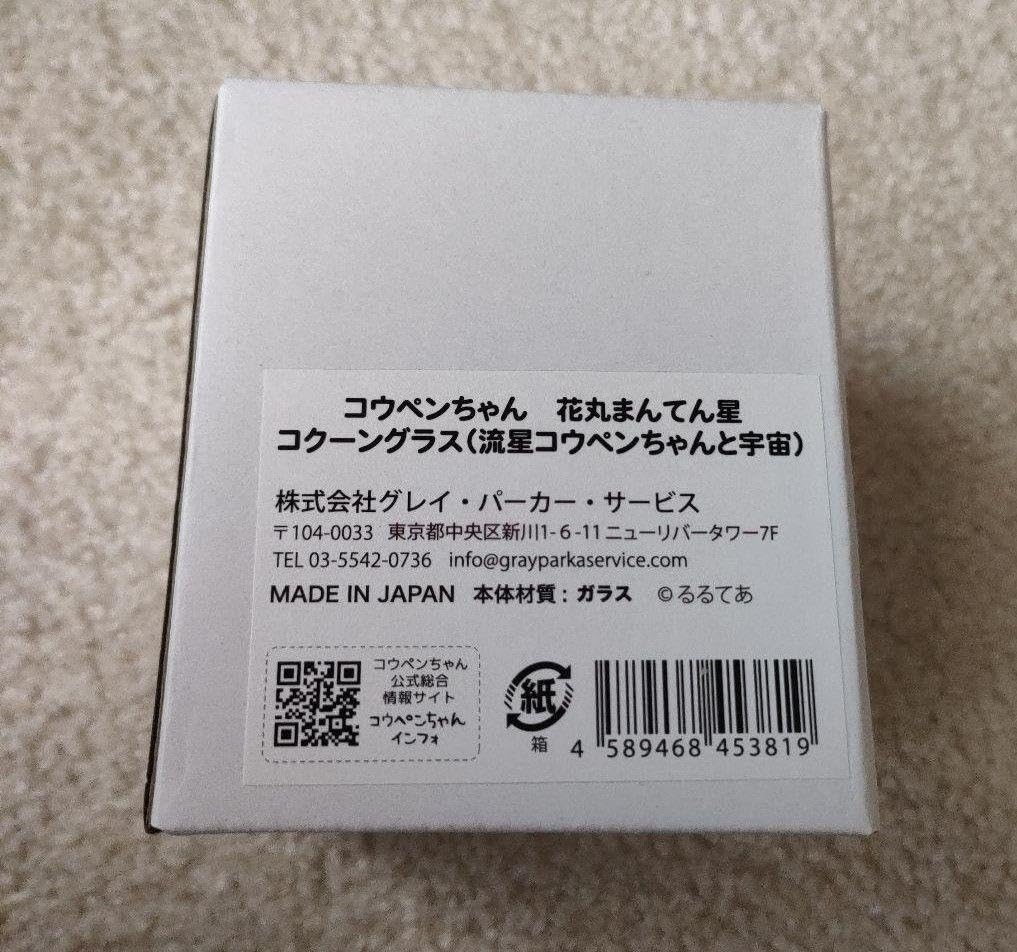 コウペンちゃん　花丸まんてん星
コクーングラス(流星コウペンちゃんと宇宙)
株式会社グレイ・パーカー・サービス
〒104-0033 東京都中央区新川1-6-11 ニューリバータワー7F
TEL 03-5542-0736 info@grayparkaservice.com
MADE IN JAPAN 本体材質：ガラス ©るるてあ
コウペンちゃん
公式総合
情報サイト
コウペンちゃん
インフォ
紙
箱
4 589468 453819